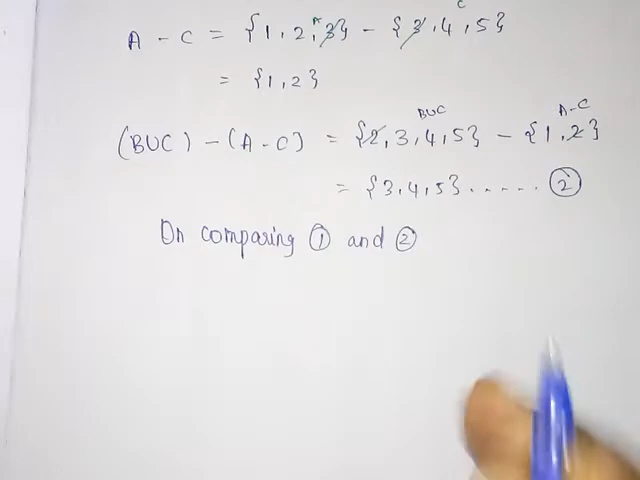 A C
A - C = {1, 2, 3} - {3, 4, 5}
= {1, 2}
BUC A-C
(BUC) - (A - C) = {2, 3, 4, 5} - {1, 2}
= {3, 4, 5} ...... ②
On comparing ① and ②